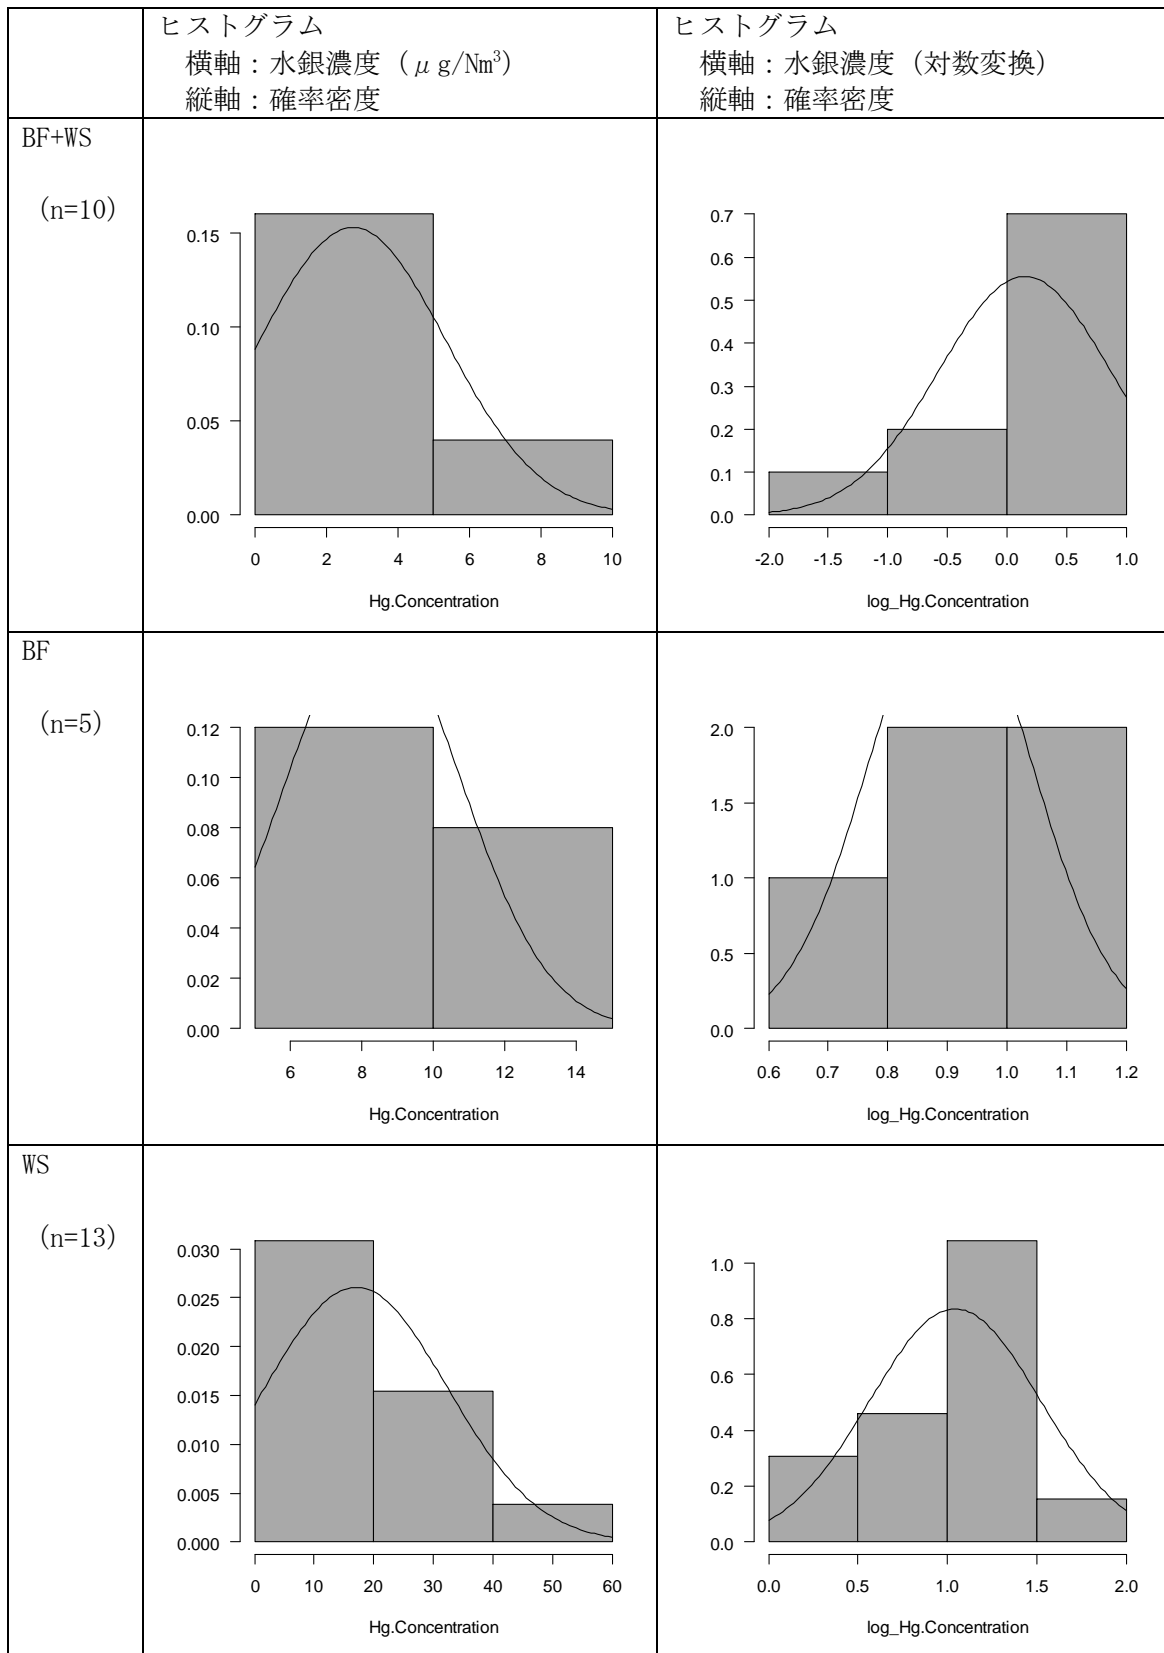 ヒストグラム
横軸：水銀濃度（μg/Nm³）
縦軸：確率密度
ヒストグラム
横軸：水銀濃度（対数変換）
縦軸：確率密度
BF+WS
(n=10)
0.15
0.10
0.05
0.00
0 2 4 6 8 10
Hg.Concentration
0.7
0.6
0.5
0.4
0.3
0.2
0.1
0.0
-2.0 -1.5 -1.0 -0.5 0.0 0.5 1.0
log_Hg.Concentration
BF
(n=5)
0.12
0.10
0.08
0.06
0.04
0.02
0.00
6 8 10 12 14
Hg.Concentration
2.0
1.5
1.0
0.5
0.0
0.6 0.7 0.8 0.9 1.0 1.1 1.2
log_Hg.Concentration
WS
(n=13)
0.030
0.025
0.020
0.015
0.010
0.005
0.000
0 10 20 30 40 50 60
Hg.Concentration
1.0
0.8
0.6
0.4
0.2
0.0
0.0 0.5 1.0 1.5 2.0
log_Hg.Concentration